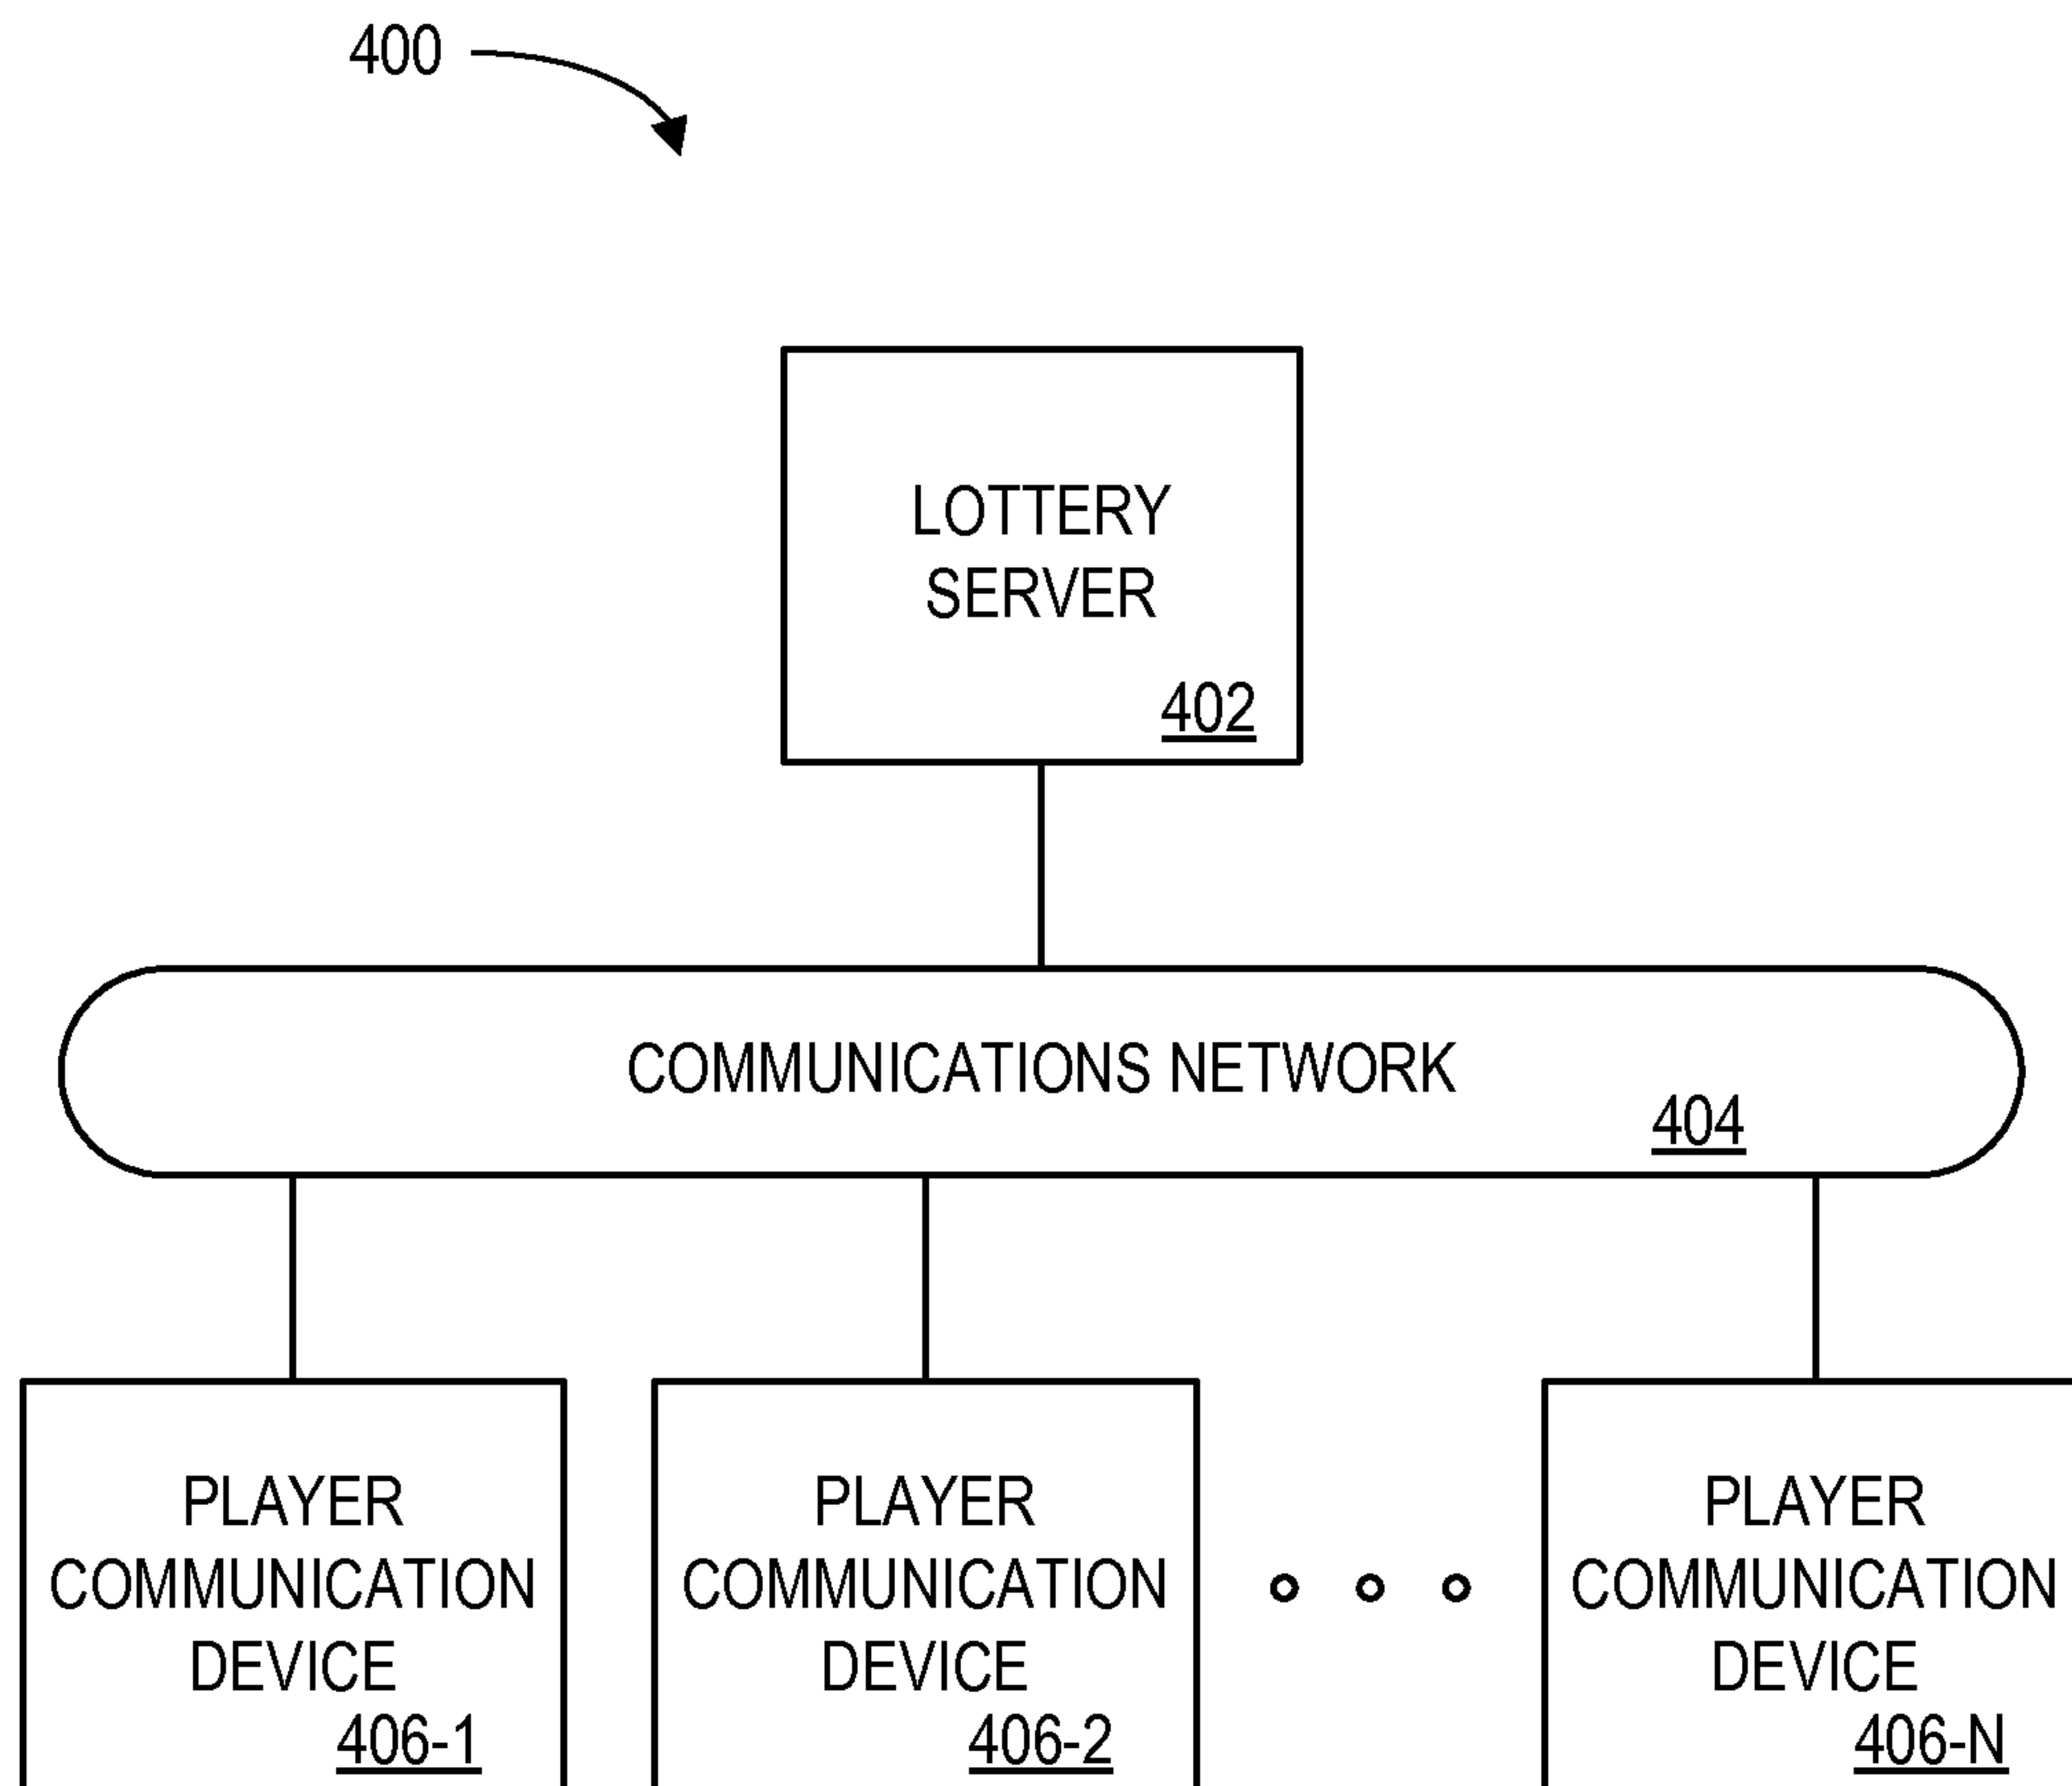 400
LOTTERY
SERVER
402
COMMUNICATIONS NETWORK
404
PLAYER
COMMUNICATION
DEVICE
406-1
PLAYER
COMMUNICATION
DEVICE
406-2
PLAYER
COMMUNICATION
DEVICE
406-N